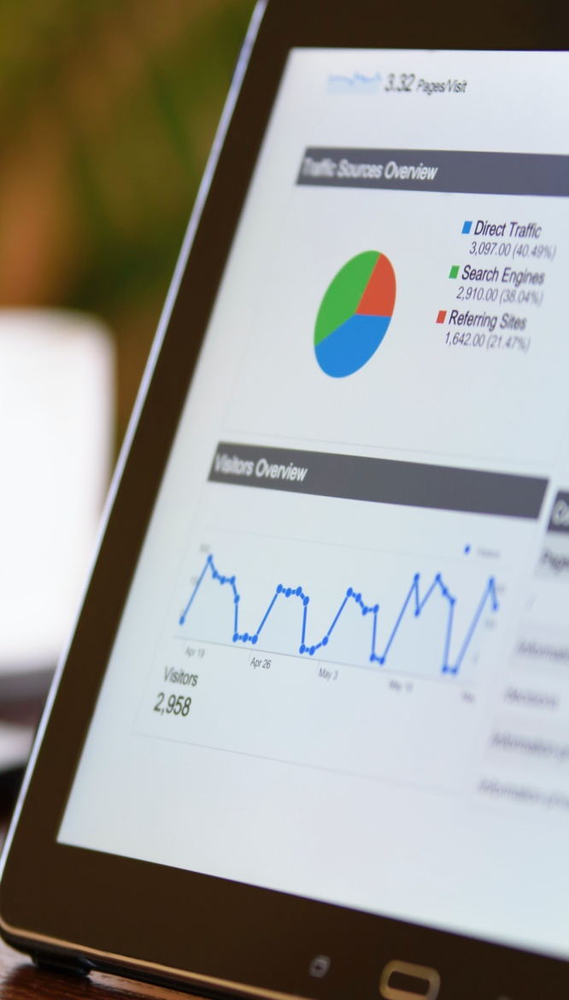 3.32 Pages/Visit
Traffic Sources Overview
Direct Traffic
3,097.00 (40.49%)
Search Engines
2,910.00 (38.04%)
Referring Sites
1,642.00 (21.47%)
Visitors Overview
Visitors
Apr 19
Apr 26
May 3
May
Visitors
2,958